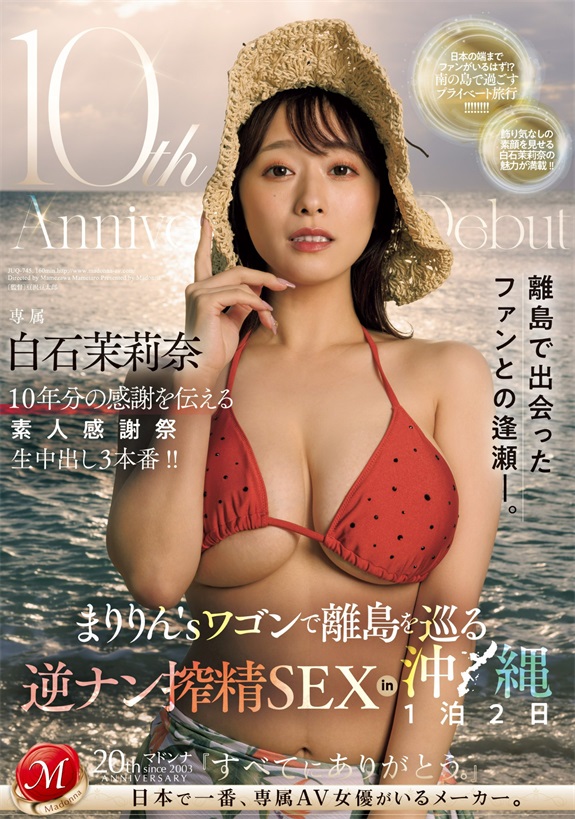 10th
Annive
Debut
日本の端まで
ファンがいるはず!?
南の島で過ごす
プライベート旅行
!!!!!!!!
飾り気なしの
素顔を見せる
白石茉莉奈の
魅力が満載!!
離島で出会った
ファンとの逢瀬―。
専属
白石茉莉奈
10年分の感謝を伝える
素人感謝祭
生中出し3本番!!
まりりん'sワゴンで離島を巡る
逆ナン搾精SEX in 沖縄
1泊2日
20th マドンナ since 2003
ANNIVERSARY
『すべてにありがとう。』
M
Madonna
日本で一番、専属AV女優がいるメーカー。